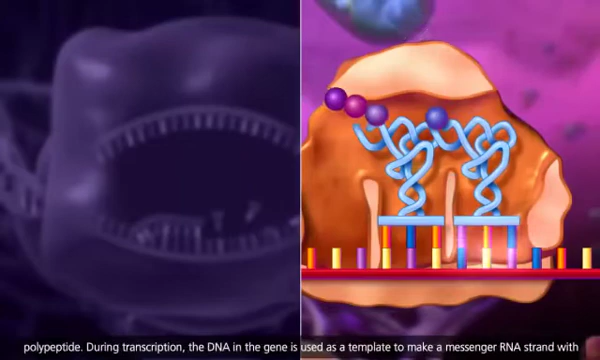 polypeptide. During transcription, the DNA in the gene is used as a template to make a messenger RNA strand with